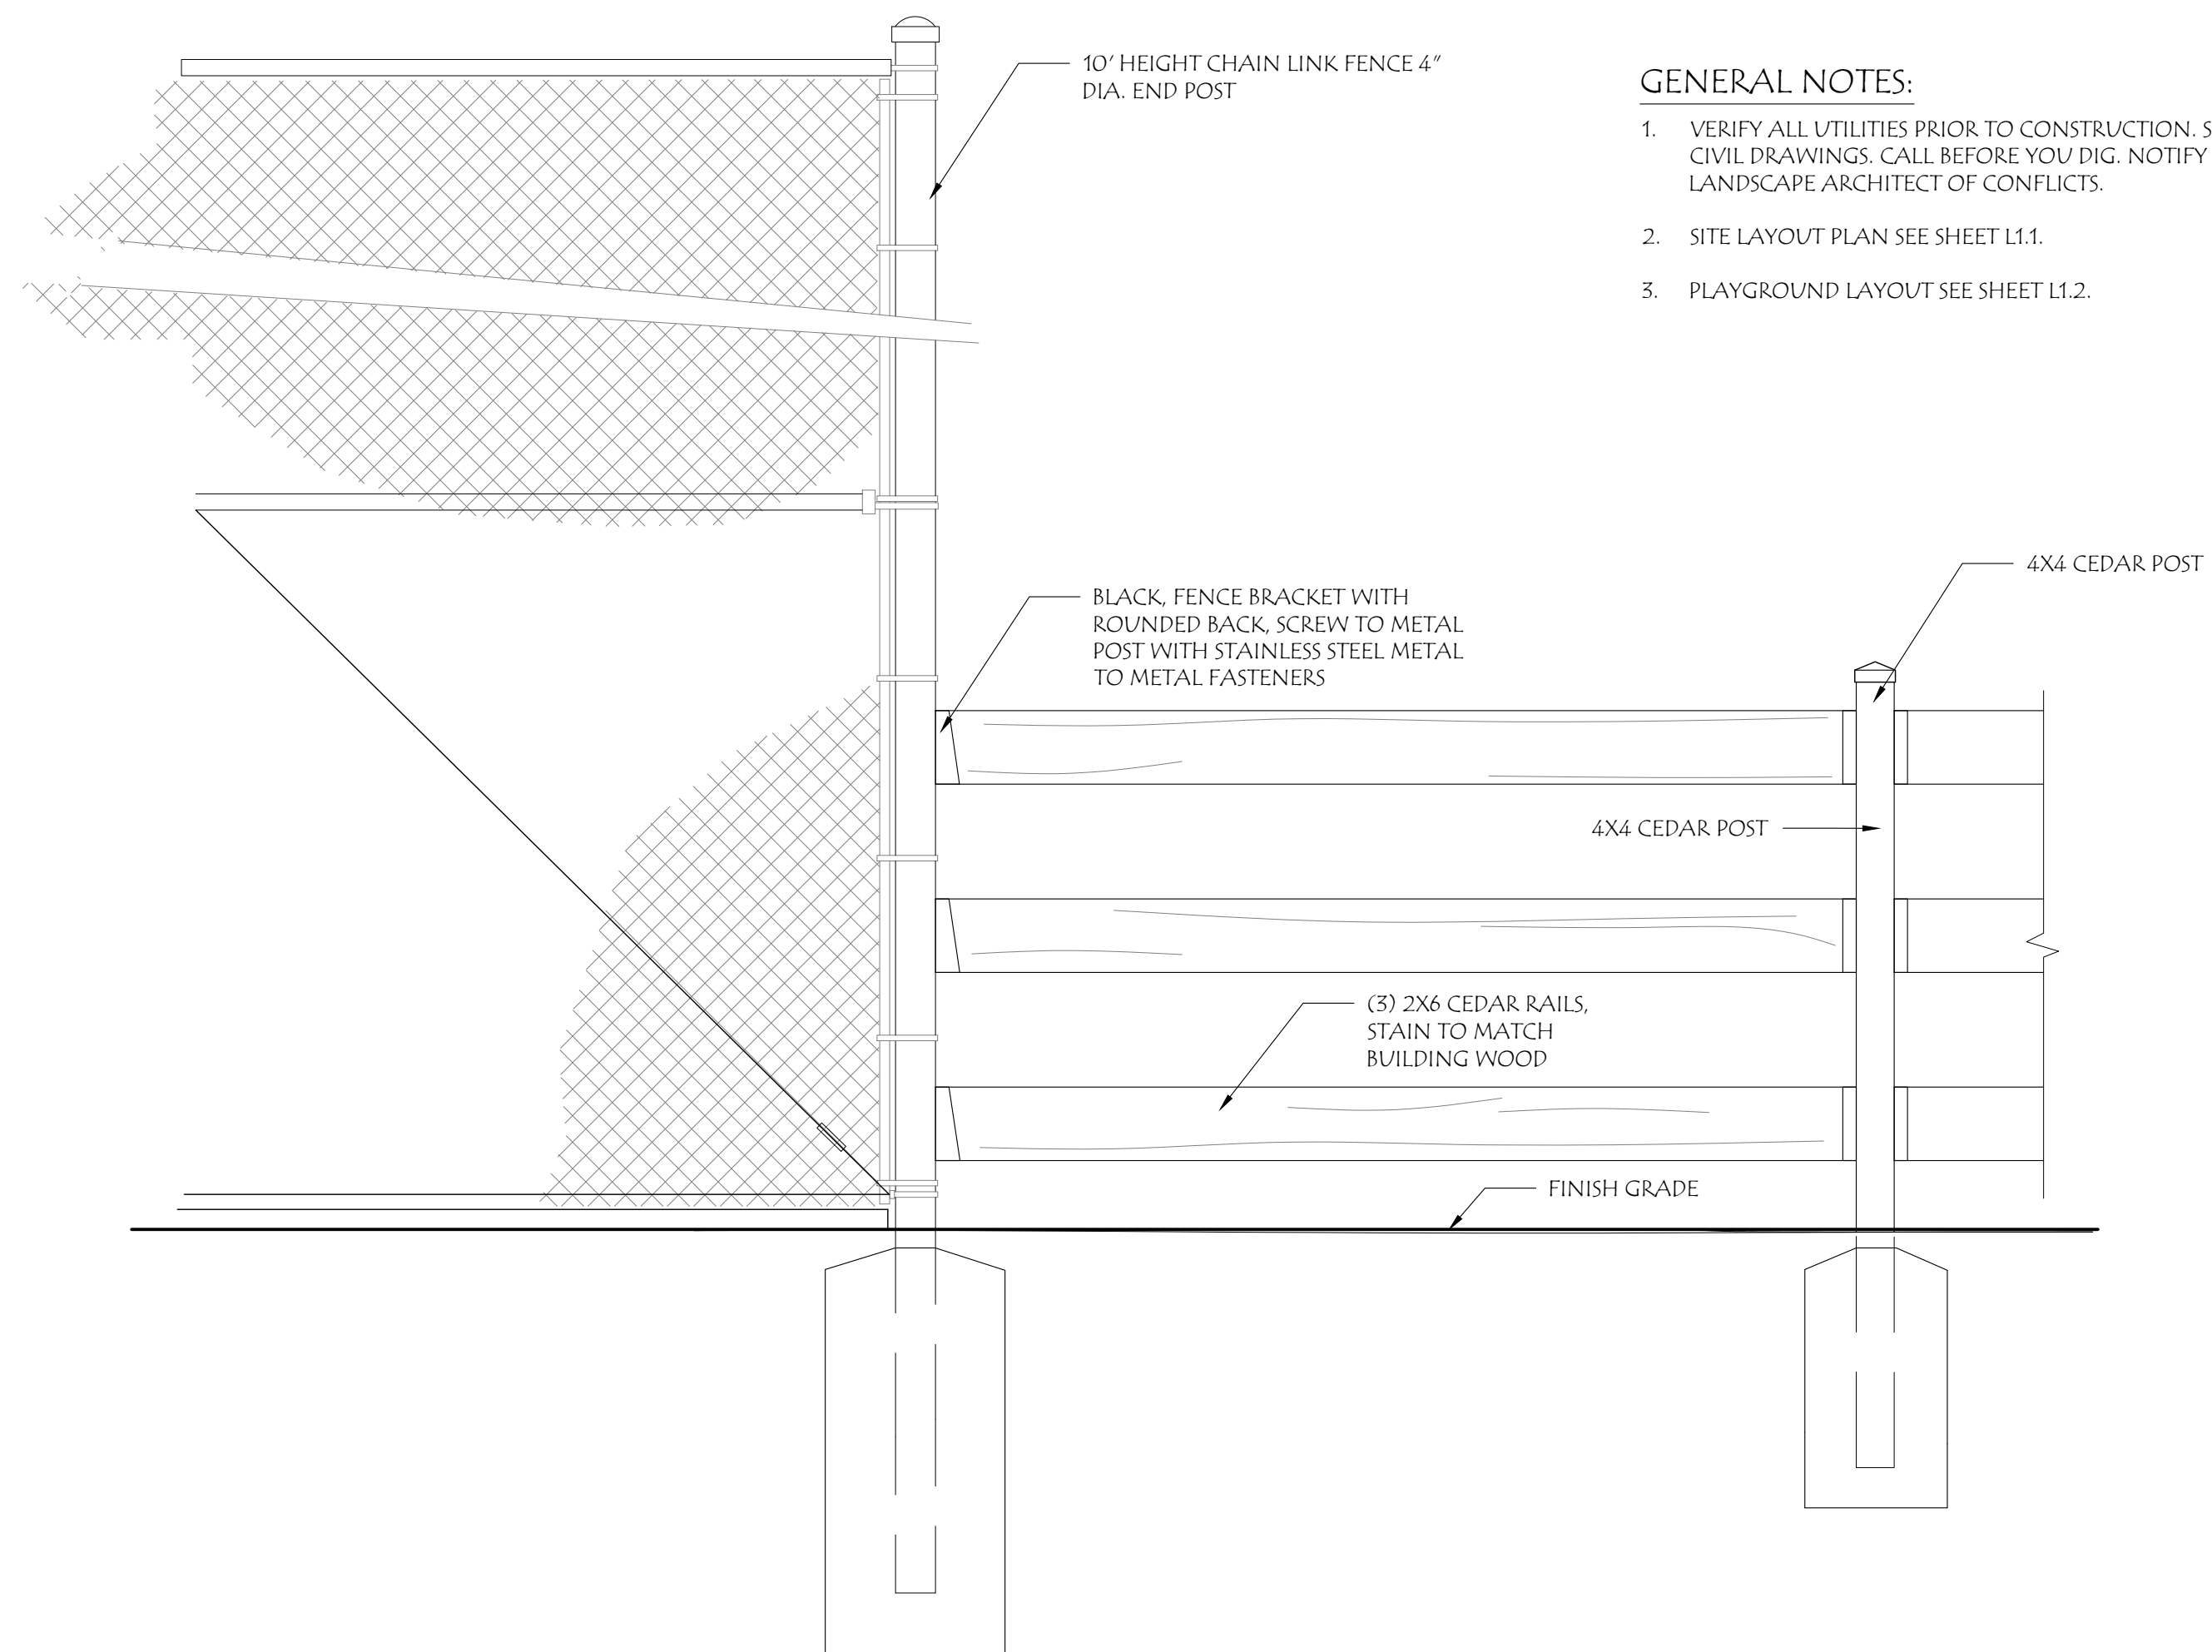 10' HEIGHT CHAIN LINK FENCE 4"
DIA. END POST
GENERAL NOTES:
1. VERIFY ALL UTILITIES PRIOR TO CONSTRUCTION.
CIVIL DRAWINGS. CALL BEFORE YOU DIG. NOTIFY
LANDSCAPE ARCHITECT OF CONFLICTS.
2. SITE LAYOUT PLAN SEE SHEET L1.1.
3. PLAYGROUND LAYOUT SEE SHEET L1.2.
4X4 CEDAR POST
BLACK, FENCE BRACKET WITH
ROUNDED BACK, SCREW TO METAL
POST WITH STAINLESS STEEL METAL
TO METAL FASTENERS
4X4 CEDAR POST
(3) 2X6 CEDAR RAILS,
STAIN TO MATCH
BUILDING WOOD
FINISH GRADE